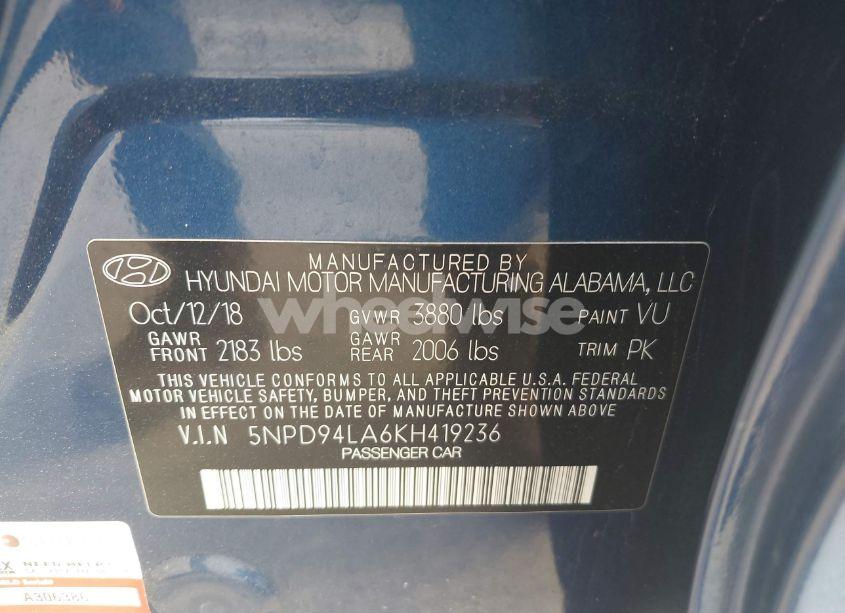 MANUFACTURED BY
HYUNDAI MOTOR MANUFACTURING ALABAMA, LLC
Oct/12/18 GVWR 3880 lbs PAINT VU
GAWR FRONT 2183 lbs GAWR REAR 2006 lbs TRIM PK
THIS VEHICLE CONFORMS TO ALL APPLICABLE U.S.A. FEDERAL
MOTOR VEHICLE SAFETY, BUMPER, AND THEFT PREVENTION STANDARDS
IN EFFECT ON THE DATE OF MANUFACTURE SHOWN ABOVE
V.I.N 5NPD94LA6KH419236
PASSENGER CAR
wheelwise
A306386